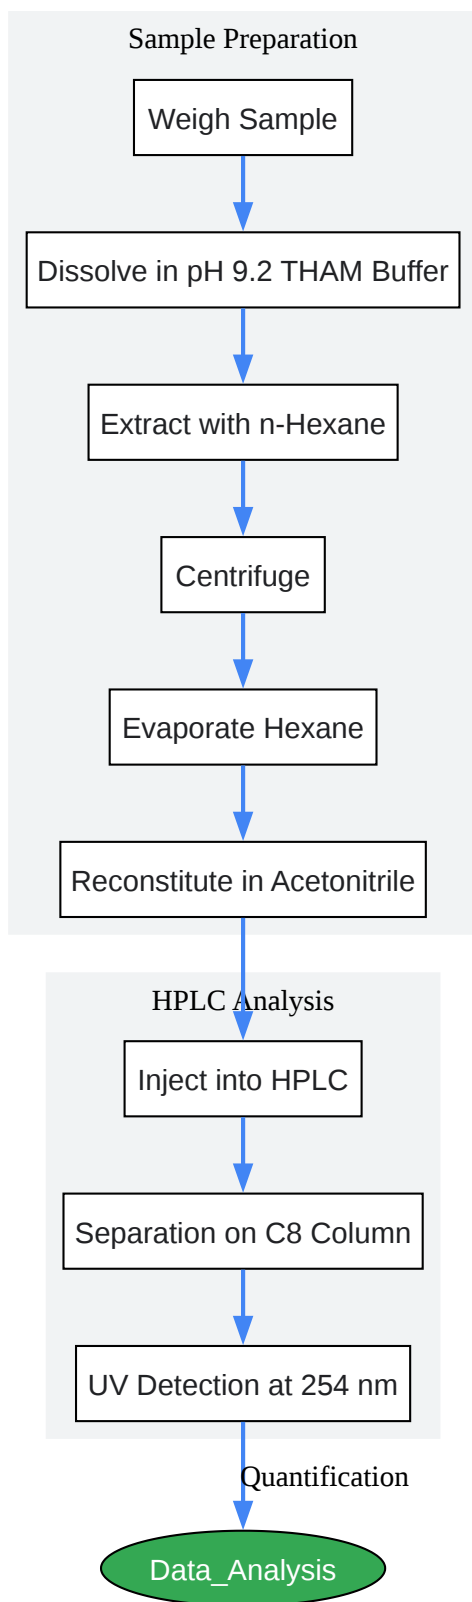 Sample Preparation
Weigh Sample
Dissolve in pH 9.2 THAM Buffer
Extract with n-Hexane
Centrifuge
Evaporate Hexane
Reconstitute in Acetonitrile
HPLC Analysis
Inject into HPLC
Separation on C8 Column
UV Detection at 254 nm
Quantification
Data_Analysis